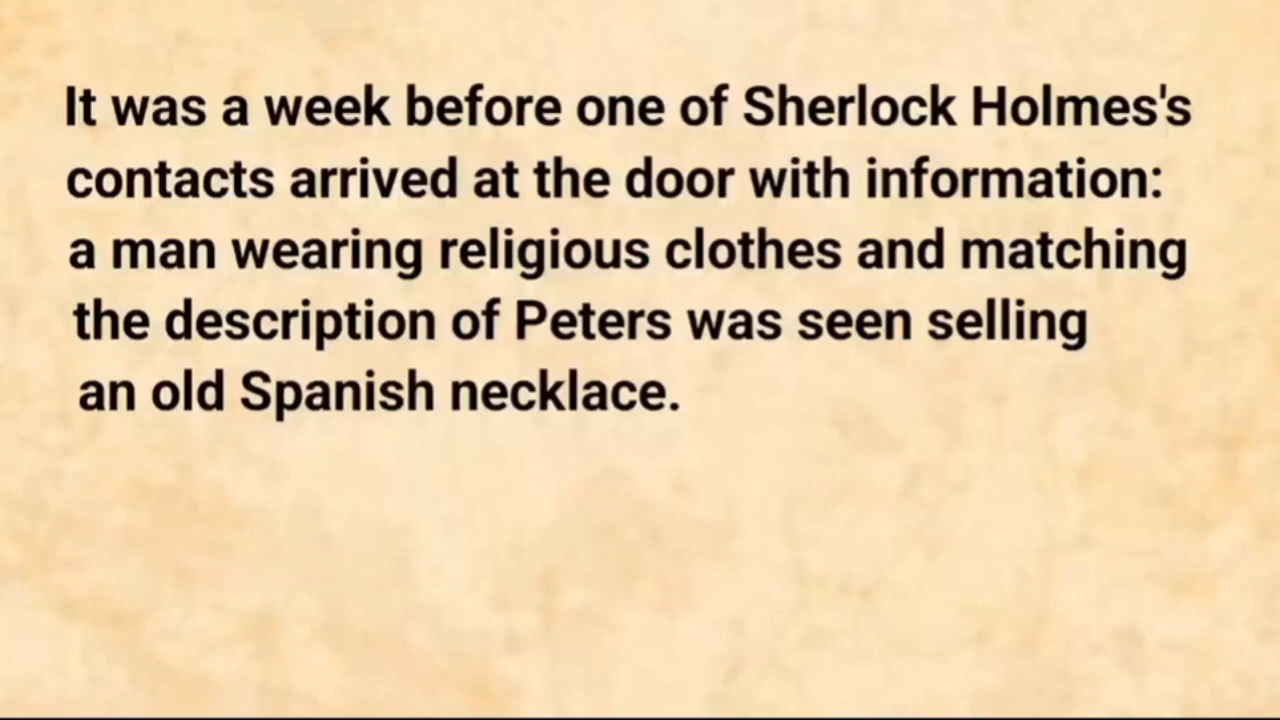 It was a week before one of Sherlock Holmes's
contacts arrived at the door with information:
a man wearing religious clothes and matching
the description of Peters was seen selling
an old Spanish necklace.